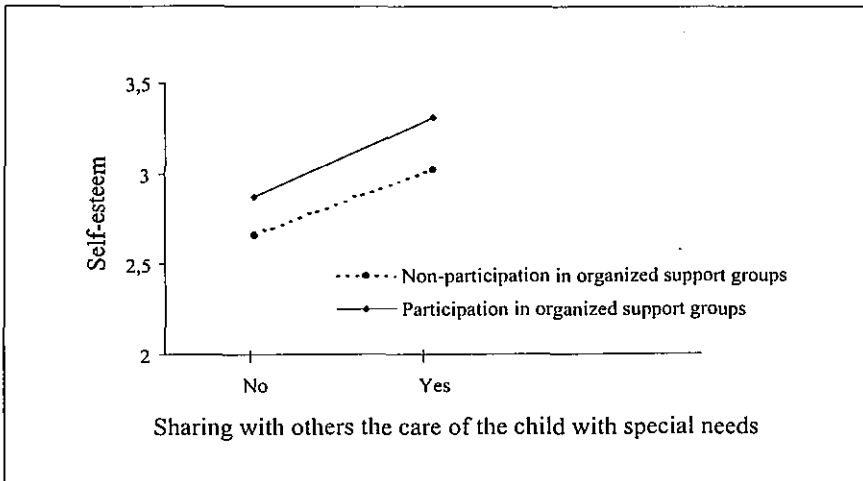 3,5
3
2,5
2
Self-esteem
Non-participation in organized support groups
Participation in organized support groups
No Yes
Sharing with others the care of the child with special needs